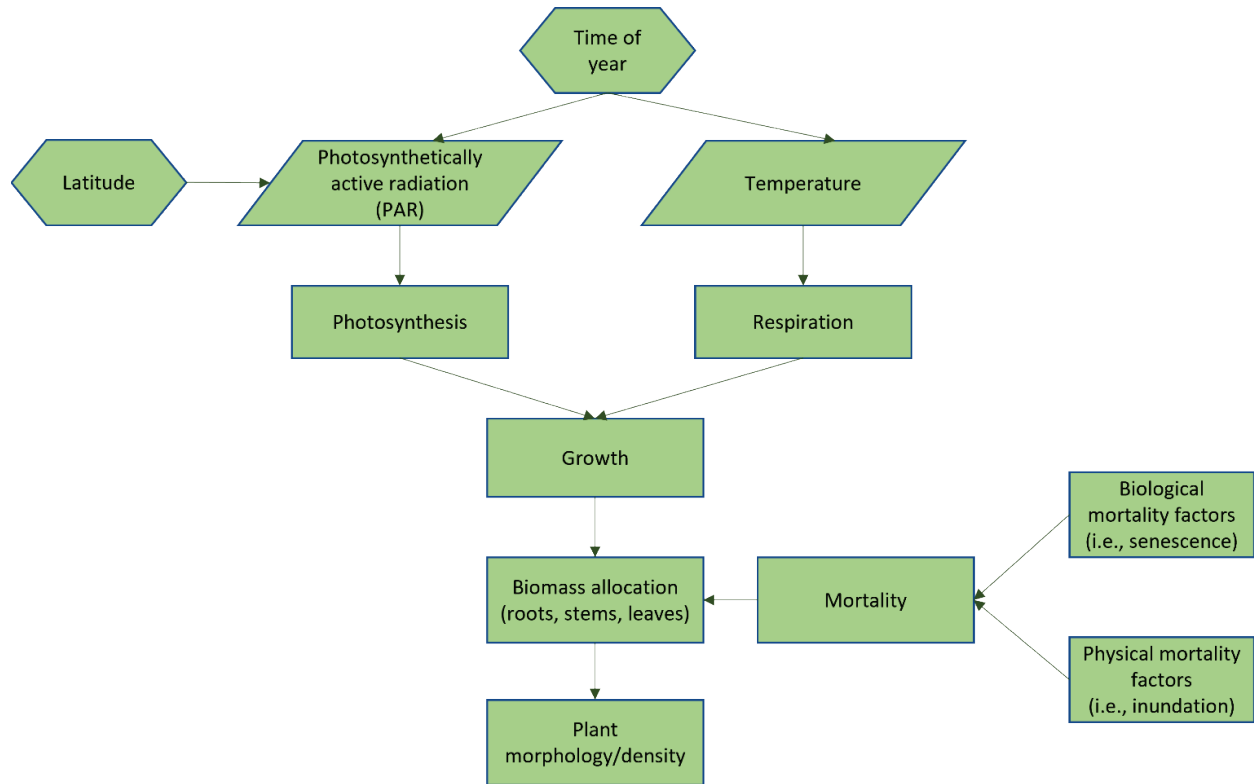 Time of
year
Latitude
Photosynthetically
active radiation
(PAR)
Temperature
Photosynthesis
Respiration
Growth
Biological
mortality factors
(i.e., senescence)
Biomass allocation
(roots, stems, leaves)
Mortality
Physical mortality
factors
(i.e., inundation)
Plant
morphology/density